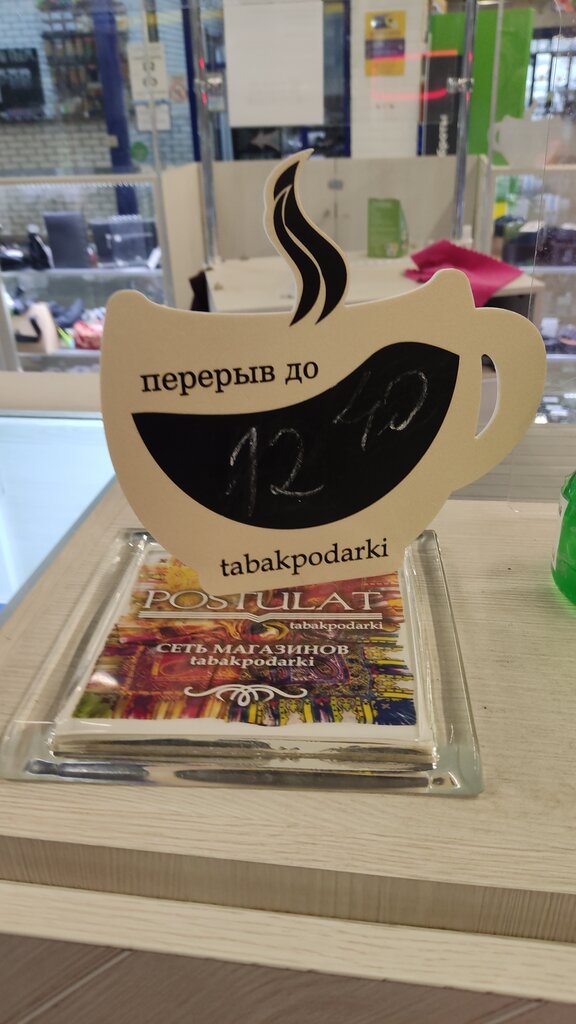 перерыв до
12 40
tabakpodarki
POSTULAT
tabakpodarki
СЕТЬ МАГАЗИНОВ
tabakpodarki